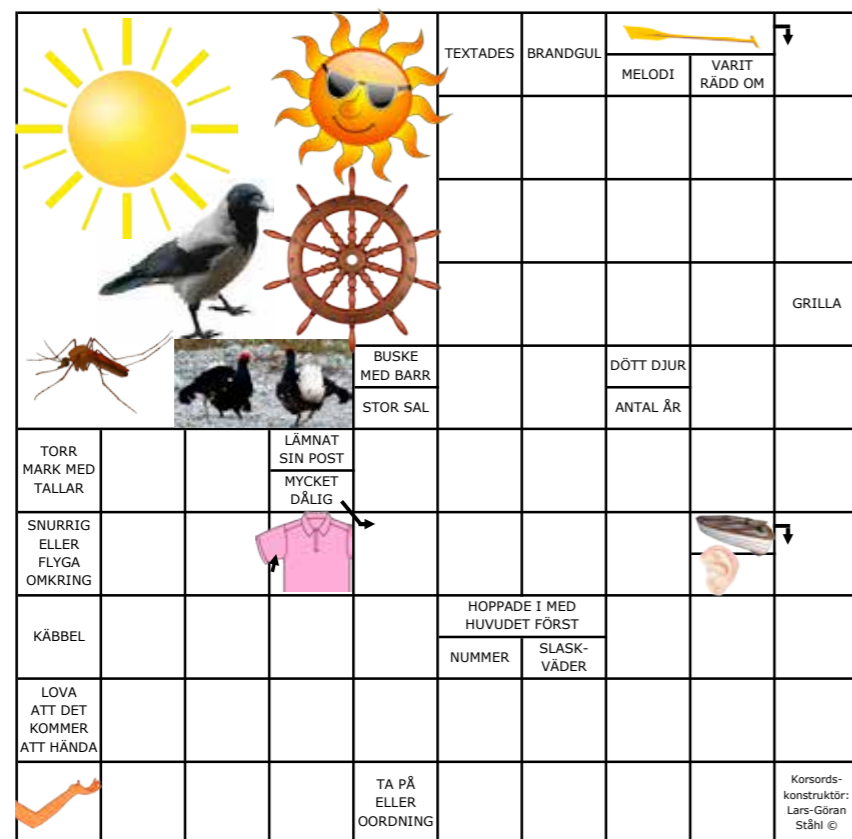 TEXTADES
BRANDGUL
MELODI
VARIT
RÄDD OM
GRILLA
BUSKE
MED BARR
DÖTT DJUR
STOR SAL
ANTAL ÅR
TORR
MARK MED
TALLAR
LÄMNAT
SIN POST
MYCKET
DÅLIG
SNURRIG
ELLER
FLYGA
OMKRING
KÄBBEL
HOPPADE I MED
HUVUDET FÖRST
NUMMER
SLASK-
VÄDER
LOVA
ATT DET
KOMMER
ATT HÄNDA
TA PÅ
ELLER
OORDNING
Korsords-
konstruktör:
Lars-Göran
Ståhl ©